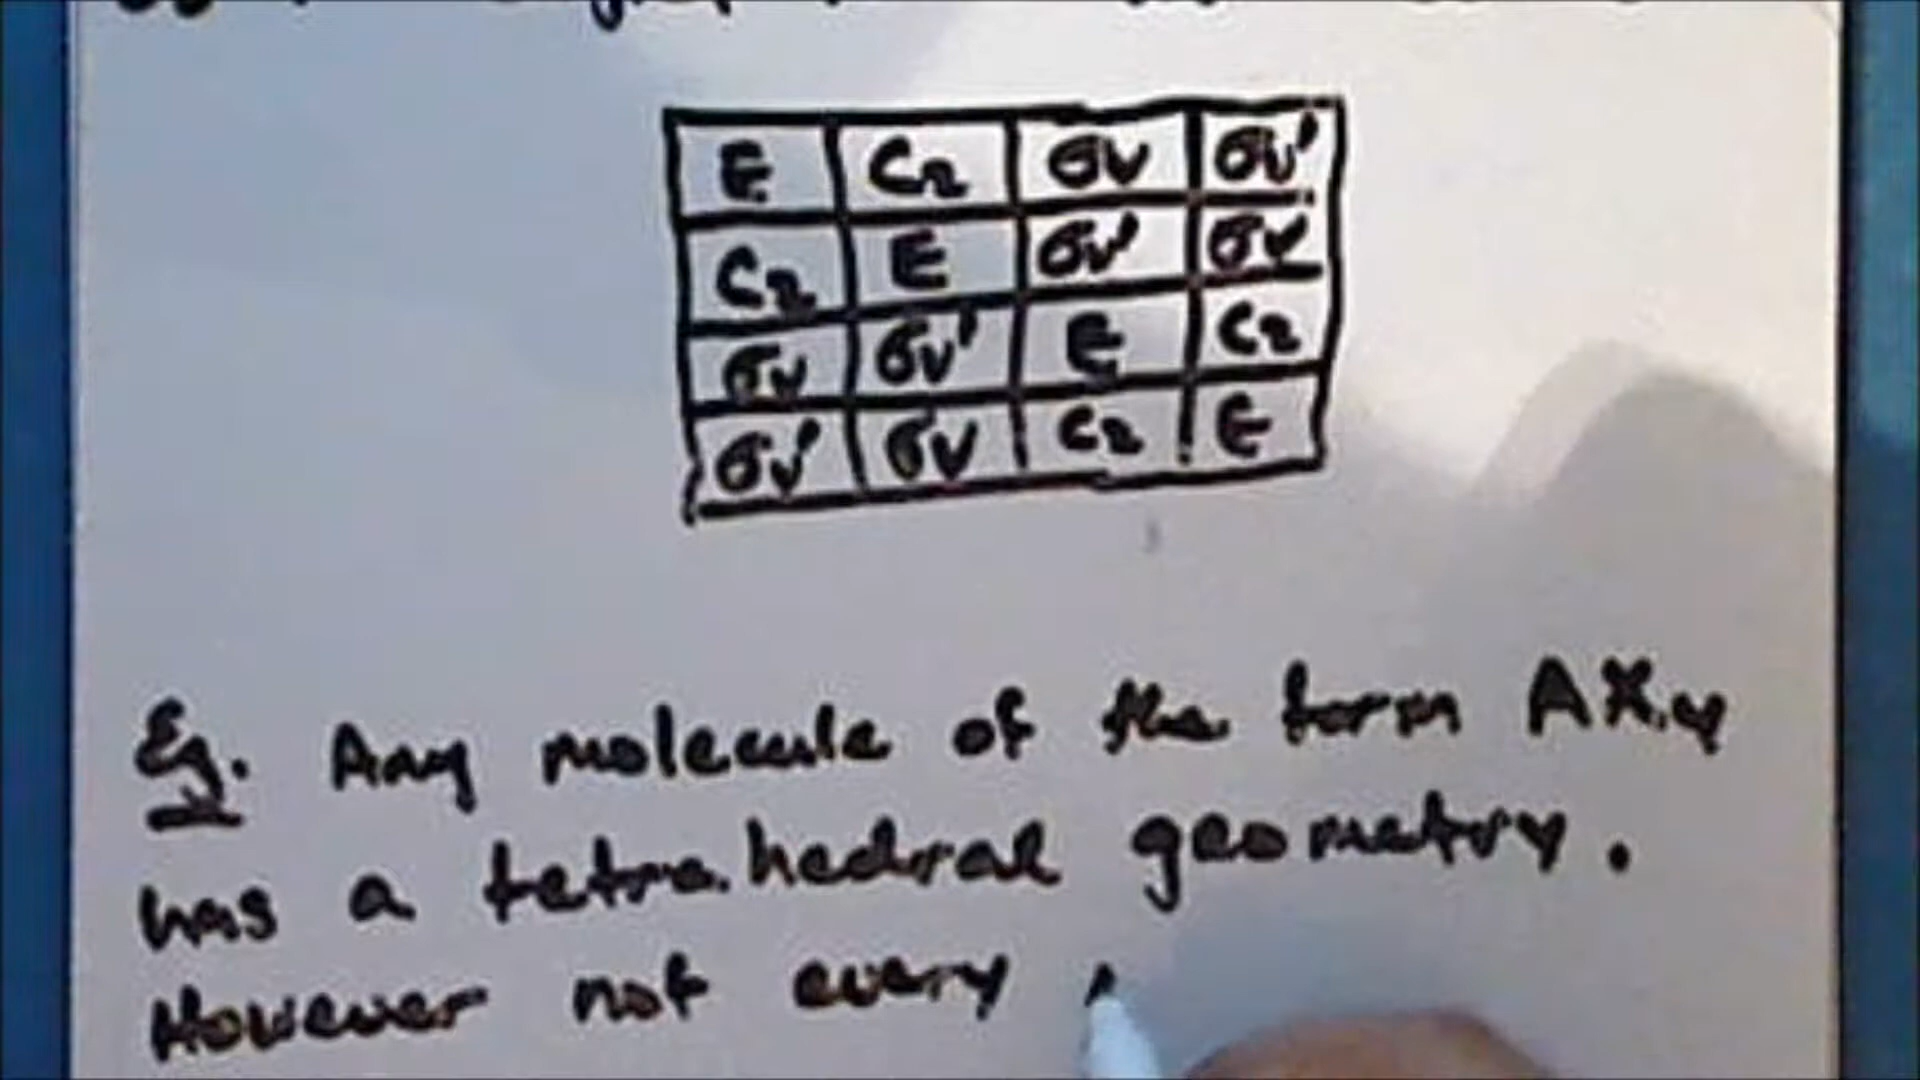 E C₂ σv σv'
C₂ E σv' σv
σv σv' E C₂
σv' σv C₂ E
Eg. Any molecule of the form AX₄
has a tetrahedral geometry.
However not every